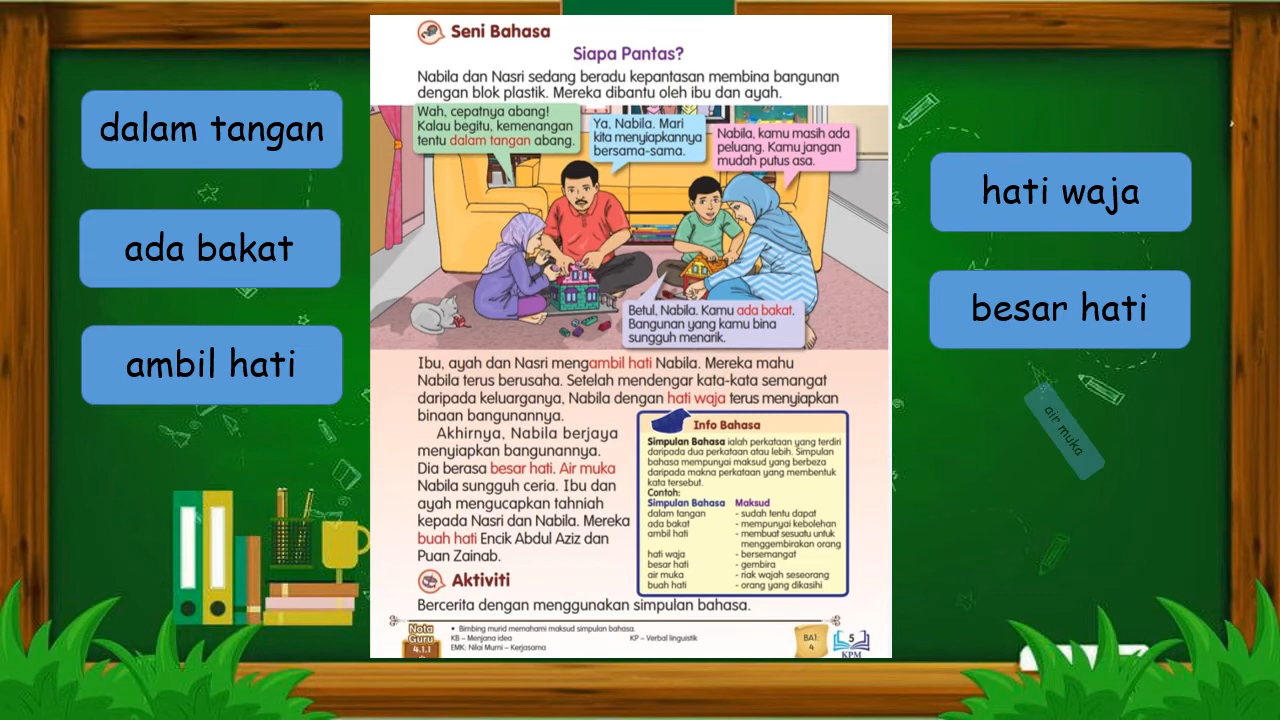 dalam tangan
ada bakat
ambil hati
Seni Bahasa
Siapa Pantas?
Nabila dan Nasri sedang beradu kepantasan membina bangunan
dengan blok plastik. Mereka dibantu oleh ibu dan ayah.
Wah, cepatnya abang!
Kalau begitu, kemenangan
tentu dalam tangan abang.
Ya, Nabila. Mari
kita menyiapkannya
bersama-sama.
Nabila, kamu masih ada
peluang. Kamu jangan
mudah putus asa.
Betul, Nabila. Kamu ada bakat.
Bangunan yang kamu bina
sungguh menarik.
Ibu, ayah dan Nasri mengambil hati Nabila. Mereka mahu
Nabila terus berusaha. Setelah mendengar kata-kata semangat
daripada keluarganya, Nabila dengan hati waja terus menyiapkan
binaan bangunannya.
Akhirnya, Nabila berjaya
menyiapkan bangunannya.
Dia berasa besar hati. Air muka
Nabila sungguh ceria. Ibu dan
ayah mengucapkan tahniah
kepada Nasri dan Nabila. Mereka
buah hati Encik Abdul Aziz dan
Puan Zainab.
Info Bahasa
Simpulan Bahasa ialah perkataan yang terdiri
daripada dua perkataan atau lebih. Simpulan
bahasa mempunyai maksud yang berbeza
daripada makna perkataan yang membentuk
kata tersebut.
Contoh:
Simpulan Bahasa Maksud
dalam tangan - sudah tentu dapat
ada bakat - mempunyai kebolehan
ambil hati - membuat sesuatu untuk
menggembirakan orang
hati waja - bersemangat
besar hati - gembira
air muka - riak wajah seseorang
buah hati - orang yang dikasihi
Aktiviti
Bercerita dengan menggunakan simpulan bahasa.
Nota
Guru
4.1.1
• Bimbing murid memahami maksud simpulan bahasa.
KB – Menjana idea KP – Verbal linguistik
EMK: Nilai Murni – Kerjasama
BA1:
4
5
KPM
hati waja
besar hati
air muka